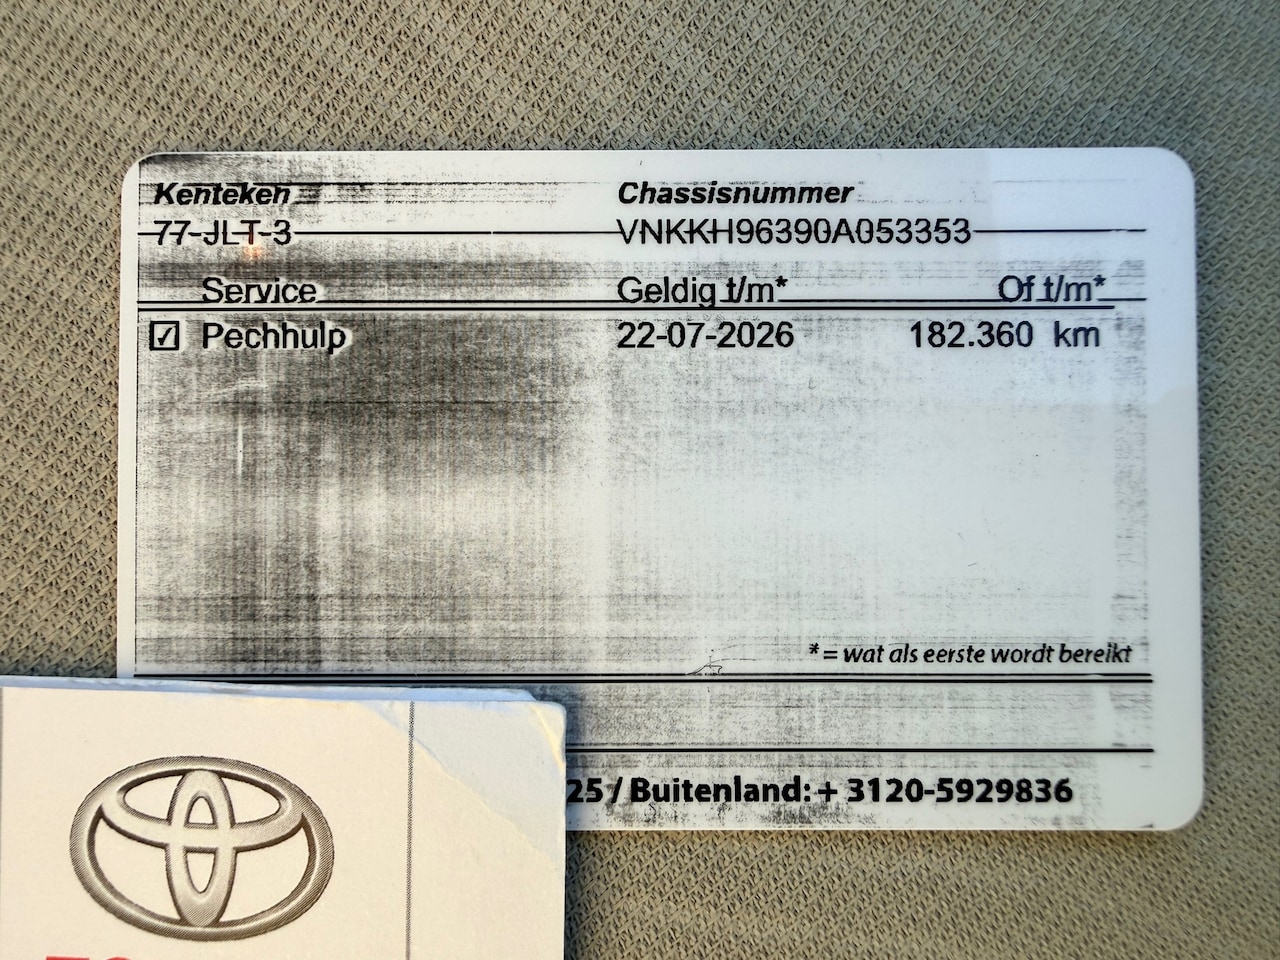 Kenteken Chassisnummer
77-JLT-3 VNKKH96390A053353
Service Geldig t/m* Of t/m*
☑ Pechhulp 22-07-2026 182.360 km
* = wat als eerste wordt bereikt
25 / Buitenland: + 3120-5929836